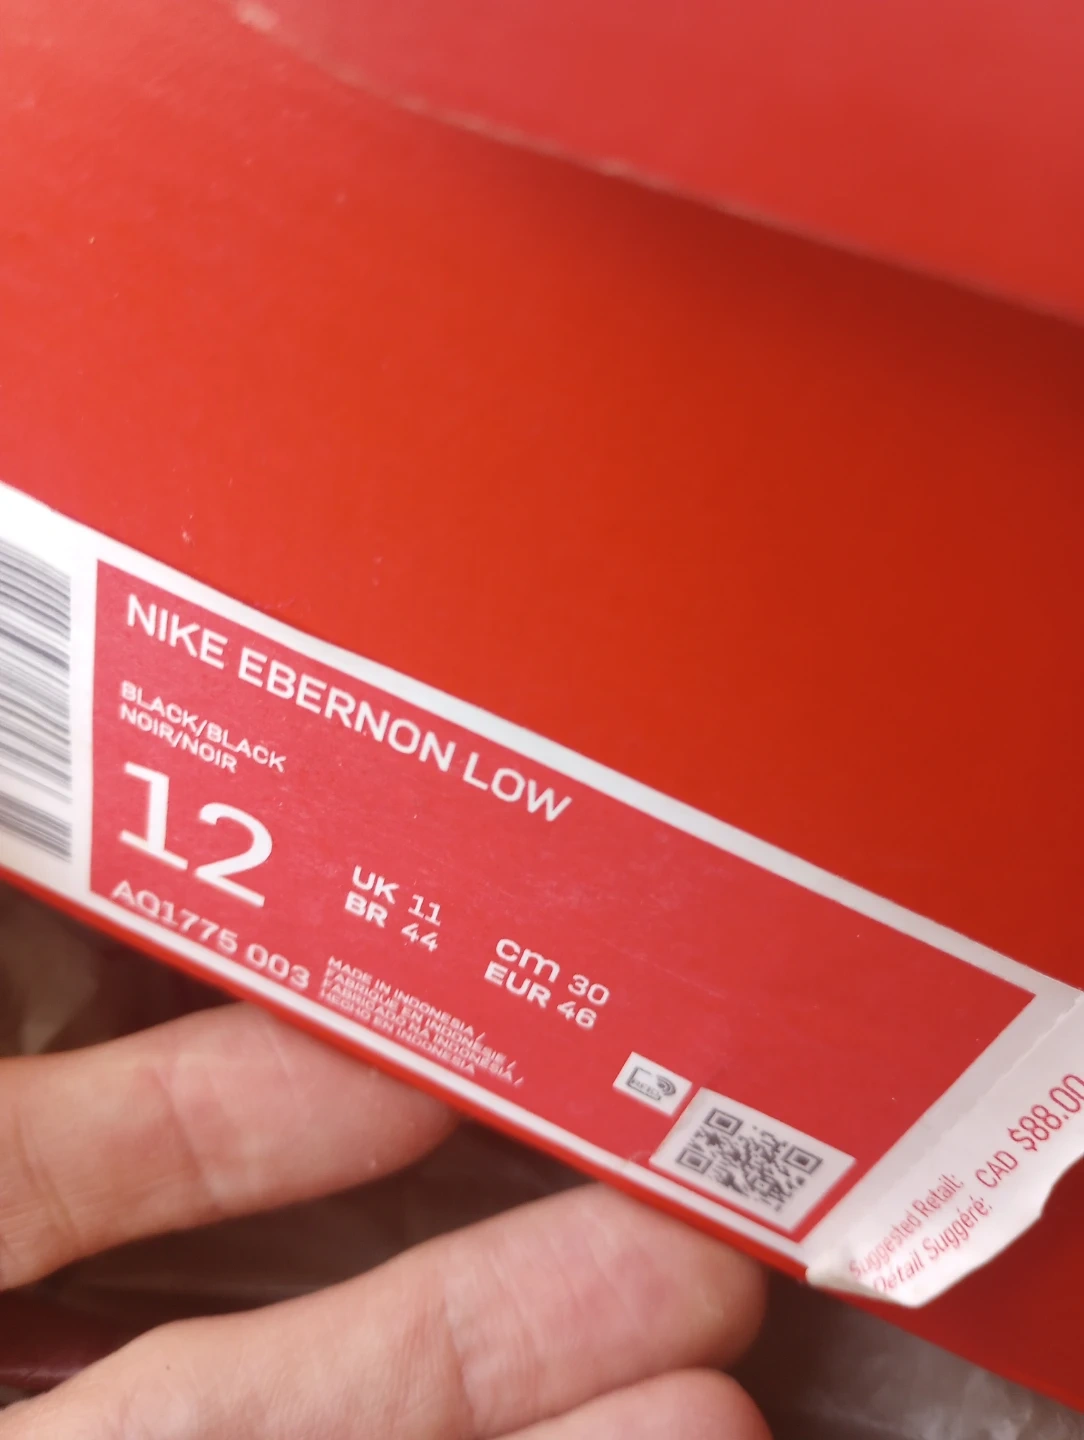 NIKE EBERNON LOW
BLACK/BLACK
NOIR/NOIR
12
UK 11
BR 44
cm 30
EUR 46
AQ1775 003
MADE IN INDONESIA /
FABRIQUE EN INDONESIE /
FABRICADO NA INDONESIA /
HECHO EN INDONESIA
RFID
Suggested Retail:
Détail Suggéré: CAD $88.00